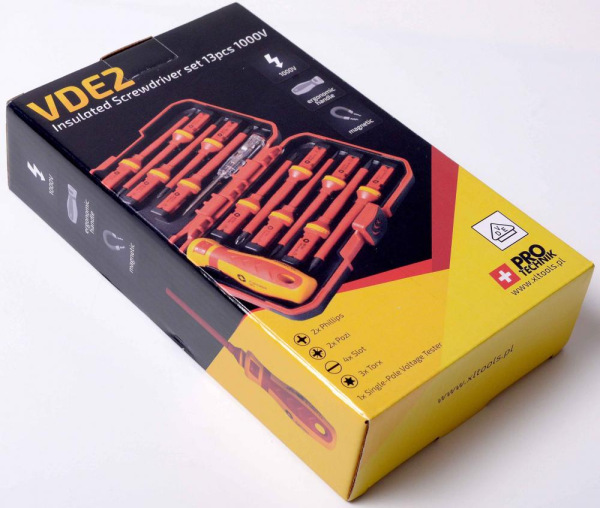 VDE2
Insulated Screwdriver set 13pcs 1000V
1000V
ergonomic
handle
magnetic
1000V
ergonomic
handle
magnetic
VDE
PRO
TECHNIK
www.xltools.pl
2x Phillips
2x Pozi
4x Slot
3x Torx
1x Single-Pole Voltage Tester
www.xltools.pl